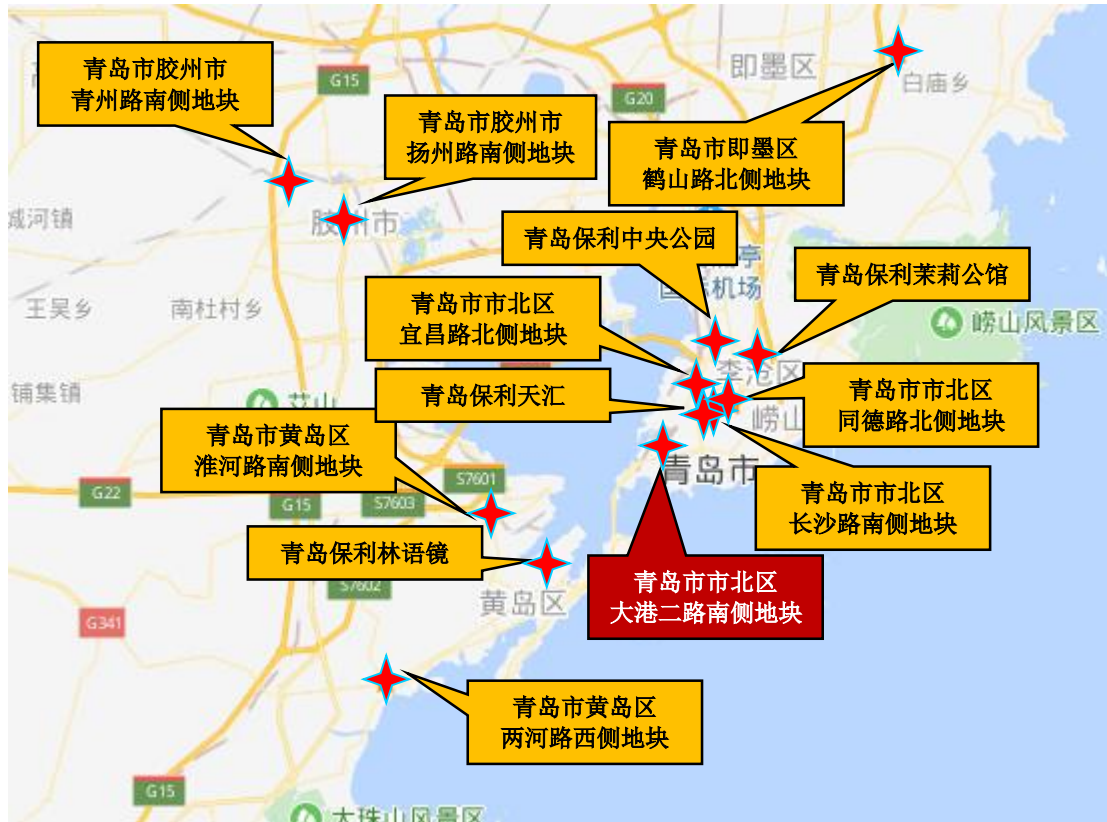 即墨区
白庙乡
青岛市胶州市
青州路南侧地块
G15
G20
青岛市胶州市
扬州路南侧地块
青岛市即墨区
鹤山路北侧地块
城河镇
胶州市
青岛保利中央公园
青岛保利茉莉公馆
机场
王吴乡
南杜村乡
青岛市市北区
宜昌路北侧地块
崂山风景区
李沧区
铺集镇
艾山
青岛保利天汇
青岛市市北区
同德路北侧地块
崂山
青岛市黄岛区
淮河路南侧地块
青岛市
S7601
G22
G15
S7603
青岛市市北区
长沙路南侧地块
青岛保利林语镜
S7602
黄岛区
青岛市市北区
大港二路南侧地块
G341
青岛市黄岛区
两河路西侧地块
G15
大珠山风景区